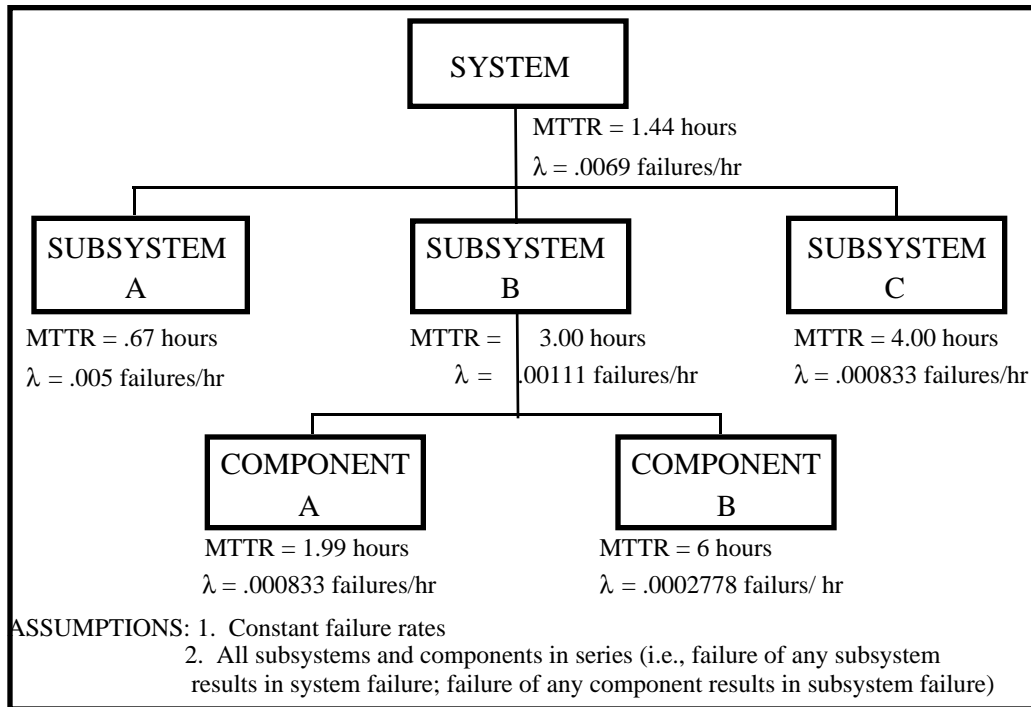 SYSTEM
MTTR = 1.44 hours
λ = .0069 failures/hr
SUBSYSTEM
A
MTTR = .67 hours
λ = .005 failures/hr
SUBSYSTEM
B
MTTR = 3.00 hours
λ = .00111 failures/hr
SUBSYSTEM
C
MTTR = 4.00 hours
λ = .000833 failures/hr
COMPONENT
A
MTTR = 1.99 hours
λ = .000833 failures/hr
COMPONENT
B
MTTR = 6 hours
λ = .0002778 failurs/ hr
ASSUMPTIONS: 1. Constant failure rates
2. All subsystems and components in series (i.e., failure of any subsystem
results in system failure; failure of any component results in subsystem failure)